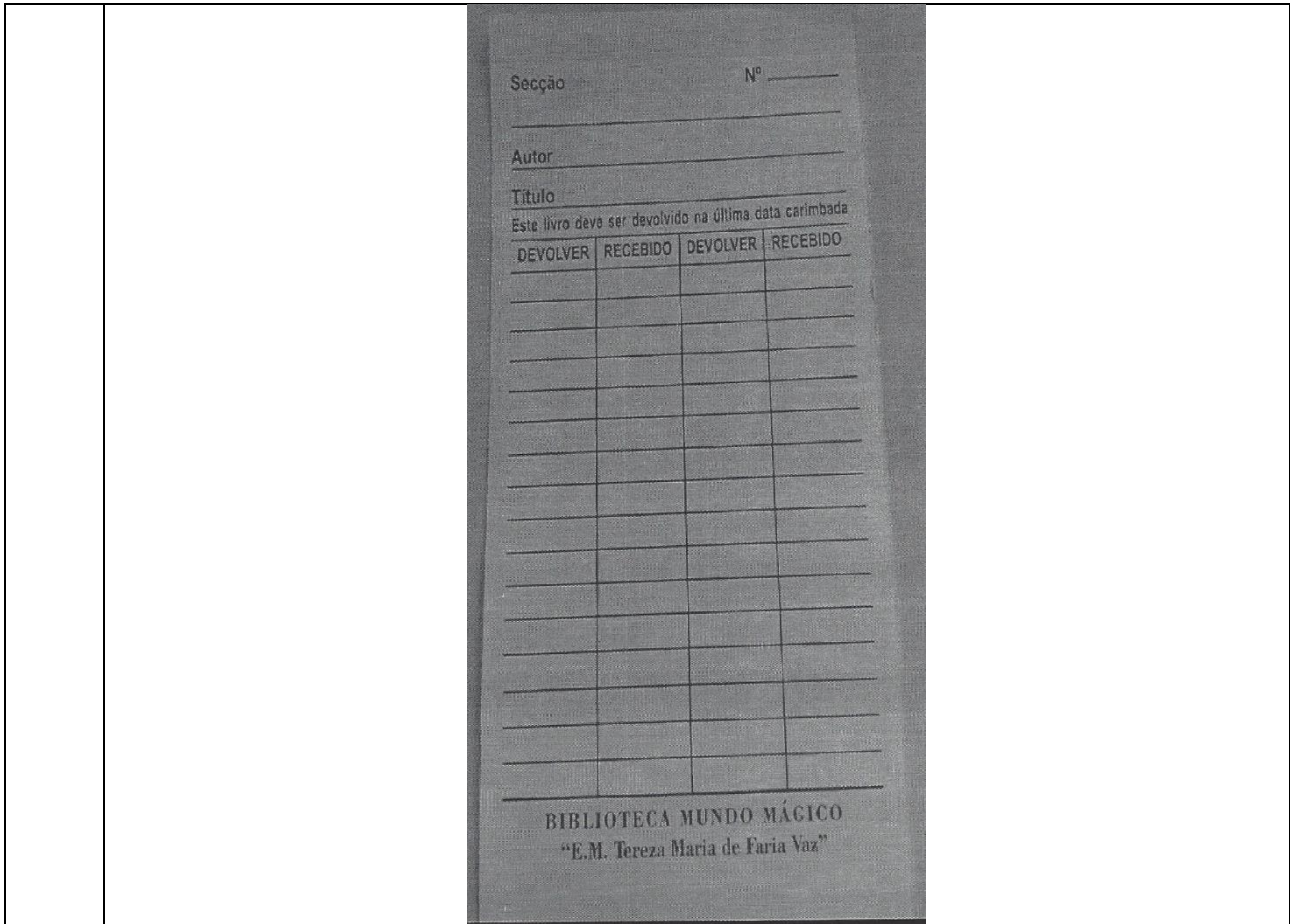 Secção Nº
Autor
Título
Este livro deve ser devolvido na última data carimbada
DEVOLVER RECEBIDO DEVOLVER RECEBIDO
BIBLIOTECA MUNDO MÁGICO
“E.M. Tereza Maria de Faria Vaz”